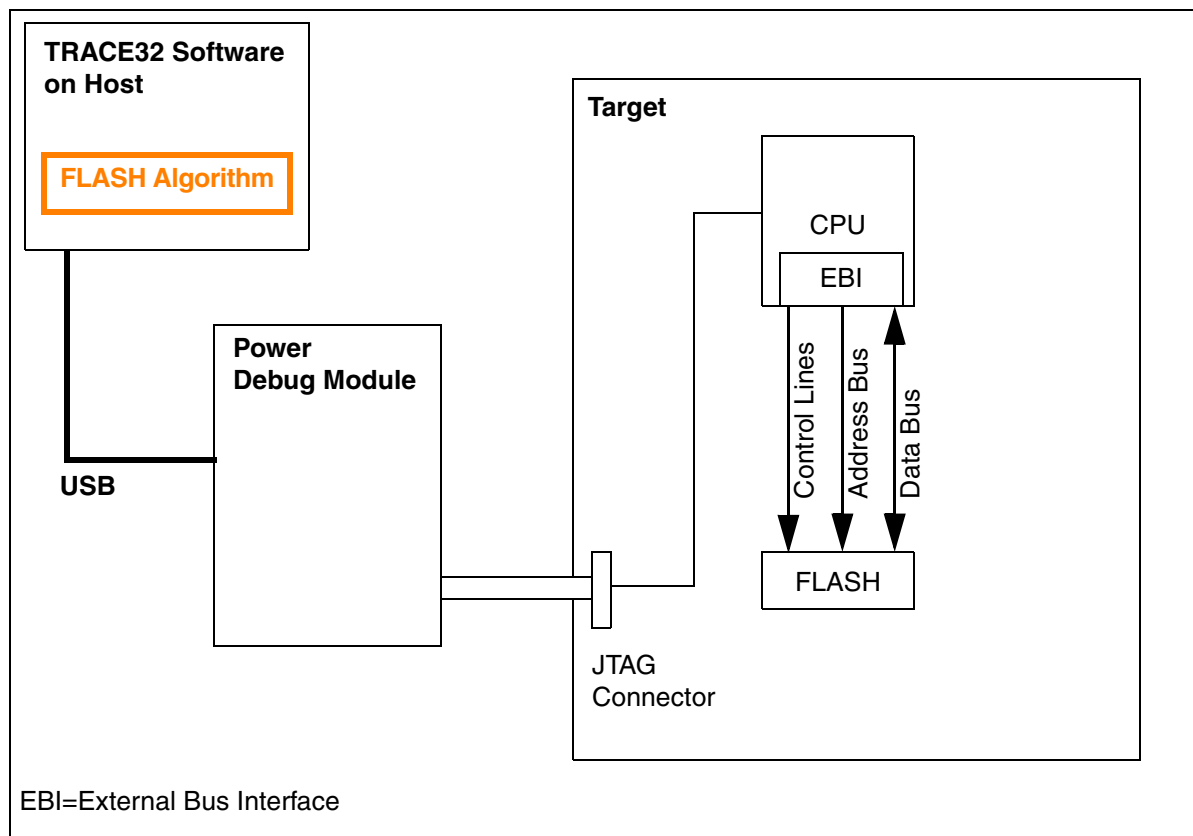 TRACE32 Software
on Host
FLASH Algorithm
Target
CPU
EBI
Power
Debug Module
Control Lines
Address Bus
Data Bus
USB
FLASH
JTAG
Connector
EBI=External Bus Interface